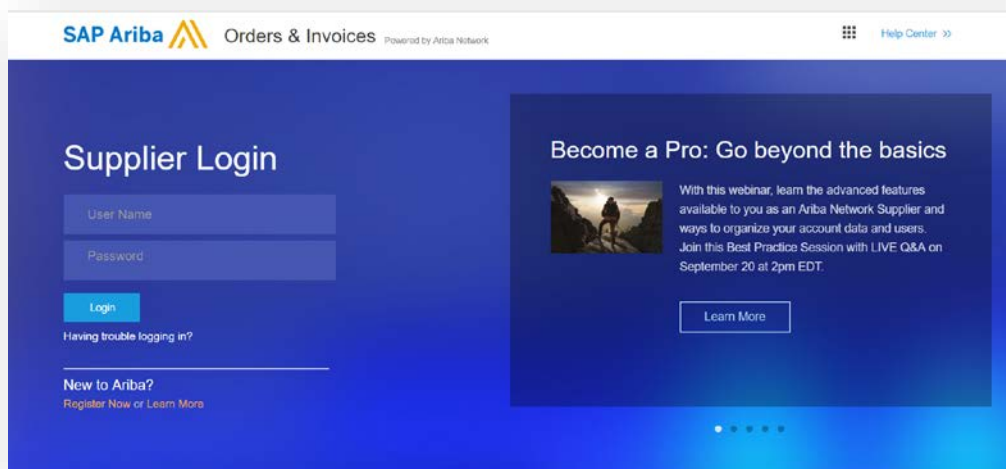 SAP Ariba Orders & Invoices Powered by Ariba Network
Help Center »
Supplier Login
User Name
Password
Login
Having trouble logging in?
New to Ariba?
Register Now or Learn More
Become a Pro: Go beyond the basics
With this webinar, learn the advanced features
available to you as an Ariba Network Supplier and
ways to organize your account data and users.
Join this Best Practice Session with LIVE Q&A on
September 20 at 2pm EDT.
Learn More